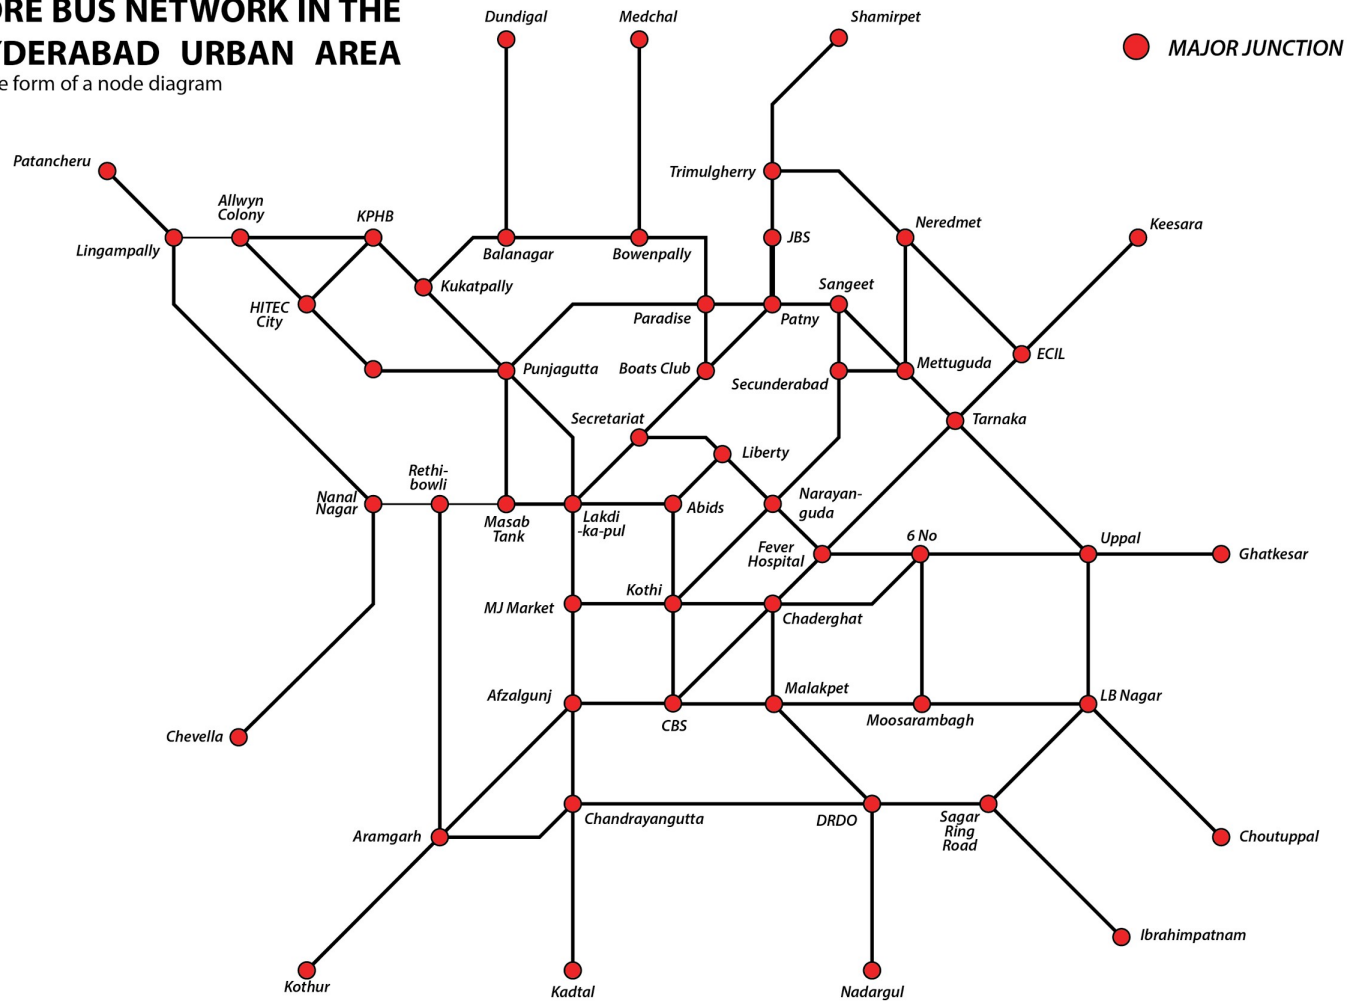 ORE BUS NETWORK IN THE
YDERABAD URBAN AREA
e form of a node diagram
MAJOR JUNCTION
Dundigal
Medchal
Shamirpet
Patancheru
Trimulgherry
Allwyn
Colony
KPHB
Neredmet
Keesara
Lingampally
Balanagar
Bowenpally
JBS
Kukatpally
Sangeet
HITEC
City
Paradise
Patny
ECIL
Mettuguda
Punjagutta
Boats Club
Secunderabad
Secretariat
Tarnaka
Liberty
Rethi-
bowli
Nanal
Nagar
Masab
Tank
Lakdi
-ka-pul
Abids
Narayan-
guda
Fever
Hospital
6 No
Uppal
Ghatkesar
Kothi
MJ Market
Chaderghat
Afzalgunj
CBS
Malakpet
Moosarambagh
LB Nagar
Chevella
Aramgarh
Chandrayangutta
DRDO
Sagar
Ring
Road
Choutuppal
Ibrahimpatnam
Kothur
Kadtal
Nadargul